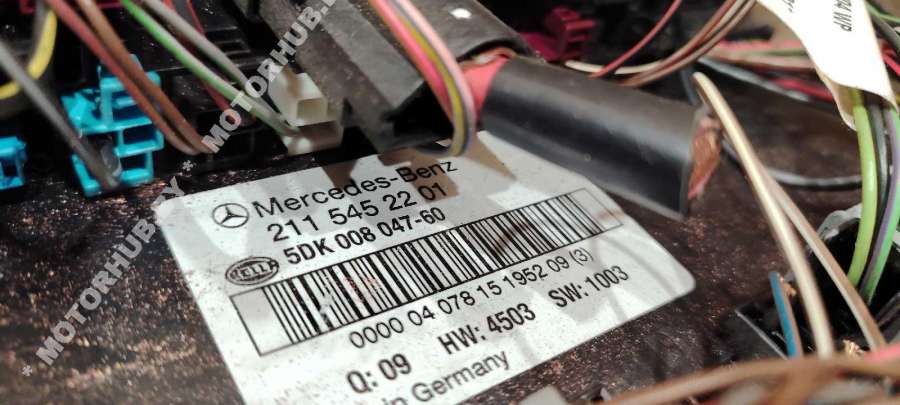 Mercedes-Benz
211 545 22 01
5DK 008 047-60
HELLA
0000 04 078 15 1952 09 (3)
Q: 09 HW: 4503 SW: 1003
in Germany
* MOTORHUB.BY * MOTORHUB.BY *